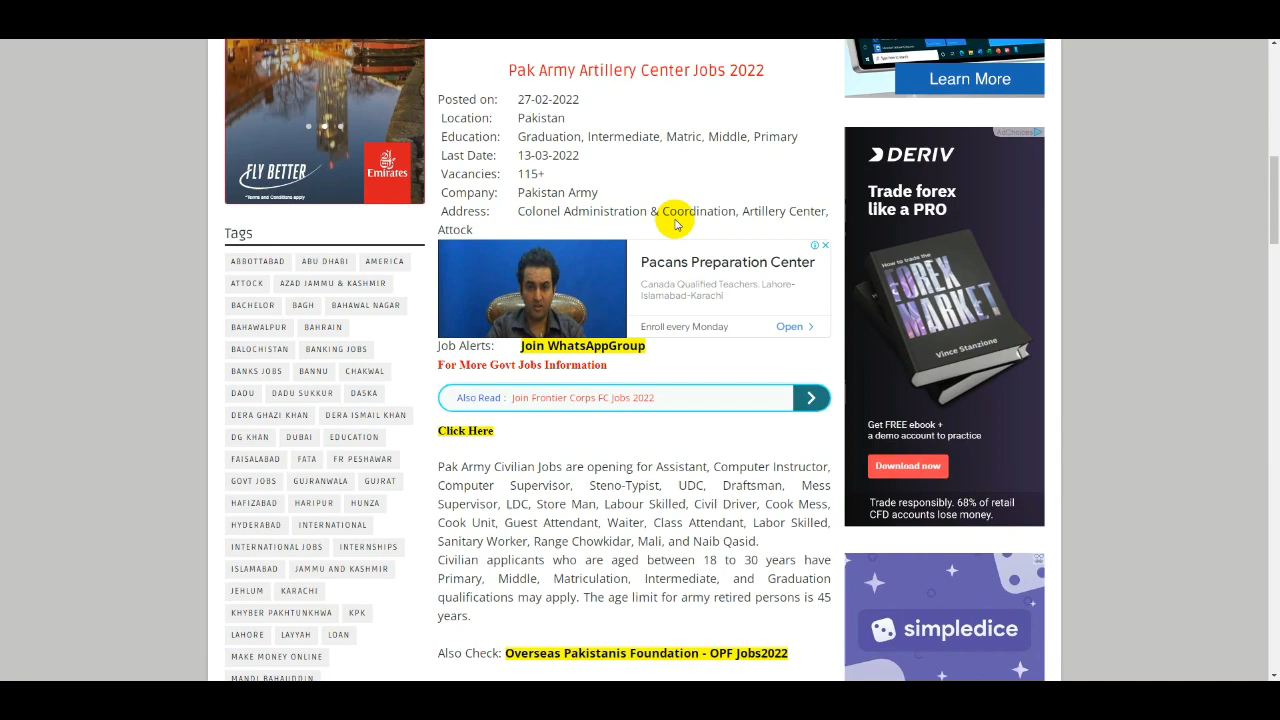 FLY BETTER
Emirates
*Terms and Conditions apply
Tags
ABBOTTABAD ABU DHABI AMERICA
ATTOCK AZAD JAMMU & KASHMIR
BACHELOR BAGH BAHAWAL NAGAR
BAHAWALPUR BAHRAIN
BALOCHISTAN BANKING JOBS
BANKS JOBS BANNU CHAKWAL
DADU DADU SUKKUR DASKA
DERA GHAZI KHAN DERA ISMAIL KHAN
DG KHAN DUBAI EDUCATION
FAISALABAD FATA FR PESHAWAR
GOVT JOBS GUJRANWALA GUJRAT
HAFIZABAD HARIPUR HUNZA
HYDERABAD INTERNATIONAL
INTERNATIONAL JOBS INTERNSHIPS
ISLAMABAD JAMMU AND KASHMIR
JEHLUM KARACHI
KHYBER PAKHTUNKHWA KPK
LAHORE LAYYAH LOAN
MAKE MONEY ONLINE
MANDI BAHAUDDIN
Pak Army Artillery Center Jobs 2022
Posted on: 27-02-2022
Location: Pakistan
Education: Graduation, Intermediate, Matric, Middle, Primary
Last Date: 13-03-2022
Vacancies: 115+
Company: Pakistan Army
Address: Colonel Administration & Coordination, Artillery Center,
Attock
Pacans Preparation Center
Canada Qualified Teachers. Lahore-
Islamabad-Karachi
Enroll every Monday Open
Job Alerts: Join WhatsAppGroup
For More Govt Jobs Information
Also Read : Join Frontier Corps FC Jobs 2022
Click Here
Pak Army Civilian Jobs are opening for Assistant, Computer Instructor,
Computer Supervisor, Steno-Typist, UDC, Draftsman, Mess
Supervisor, LDC, Store Man, Labour Skilled, Civil Driver, Cook Mess,
Cook Unit, Guest Attendant, Waiter, Class Attendant, Labor Skilled,
Sanitary Worker, Range Chowkidar, Mali, and Naib Qasid.
Civilian applicants who are aged between 18 to 30 years have
Primary, Middle, Matriculation, Intermediate, and Graduation
qualifications may apply. The age limit for army retired persons is 45
years.
Also Check: Overseas Pakistanis Foundation - OPF Jobs2022
Learn More
AdChoices
DERIV
Trade forex
like a PRO
How to trade the
FOREX
MARKET
Vince Stanzione
Get FREE ebook +
a demo account to practice
Download now
Trade responsibly. 68% of retail
CFD accounts lose money.
simpledice